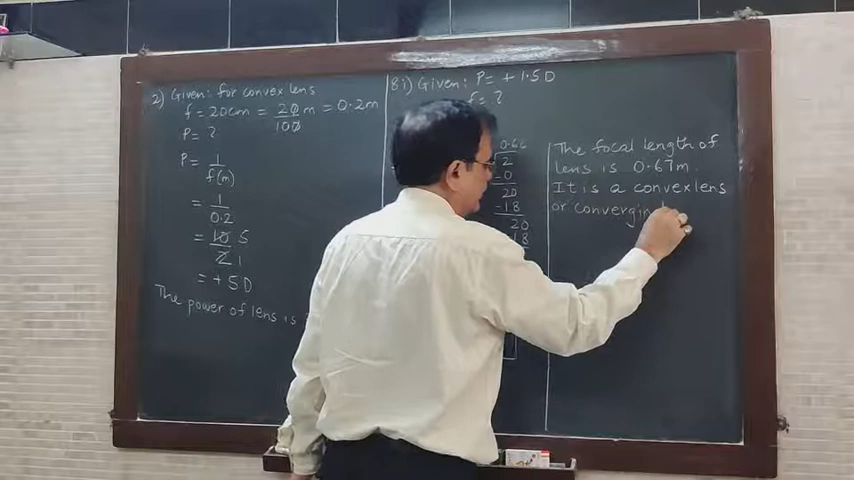 2) Given: for convex lens
f = 20cm = 20/100 m = 0.2m
P = ?
P = 1/f(m)
= 1/0.2
= 10/2 5 1
= +5D
The power of lens is
8i) Given: P = +1.5D
f = ?
0.66
2
-0
20
-18
20
18
The focal length of
lens is 0.67m.
It is a convex lens
or convergin